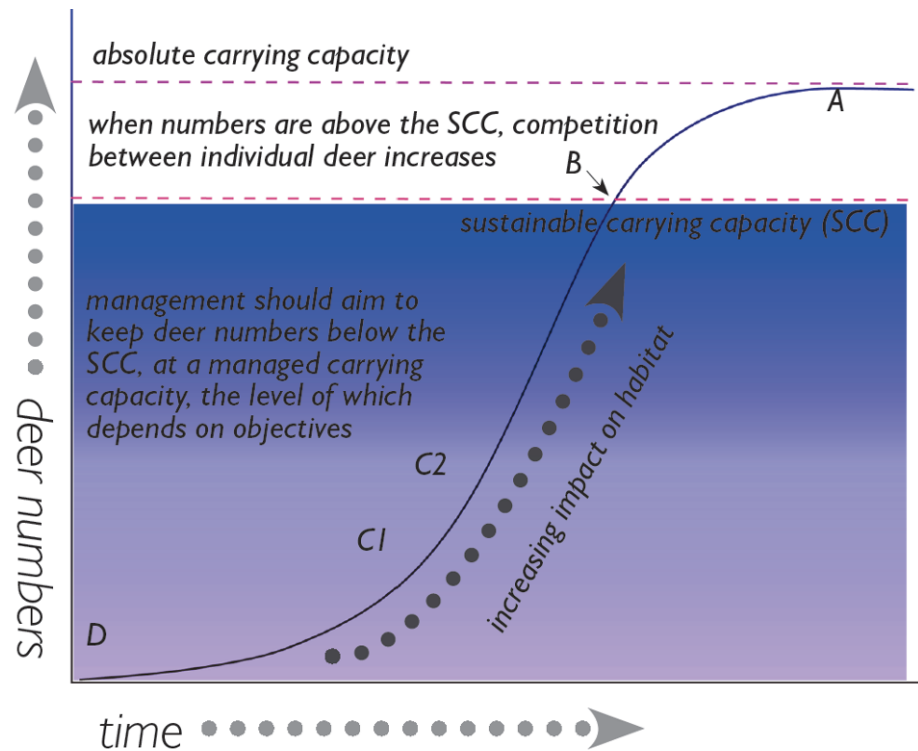 absolute carrying capacity
A
when numbers are above the SCC, competition
between individual deer increases
B
sustainable carrying capacity (SCC)
management should aim to
keep deer numbers below the
SCC, at a managed carrying
capacity, the level of which
depends on objectives
increasing impact on habitat
C2
C1
D
deer numbers
time